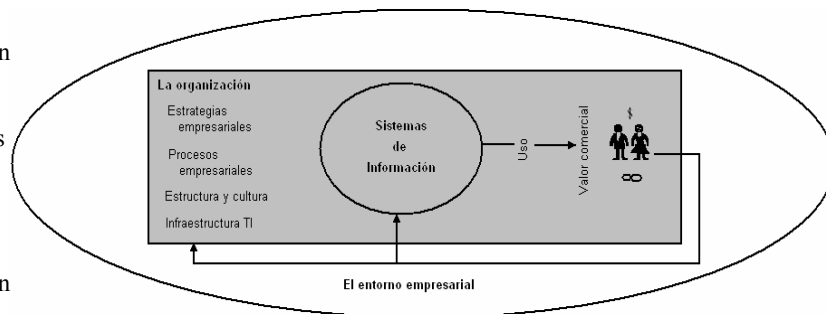 n
s
n
La organización
Estrategias
empresariales
Procesos
empresariales
Estructura y cultura
Infraestructura TI
Sistemas
de
Información
Uso
Valor comercial
$
El entorno empresarial